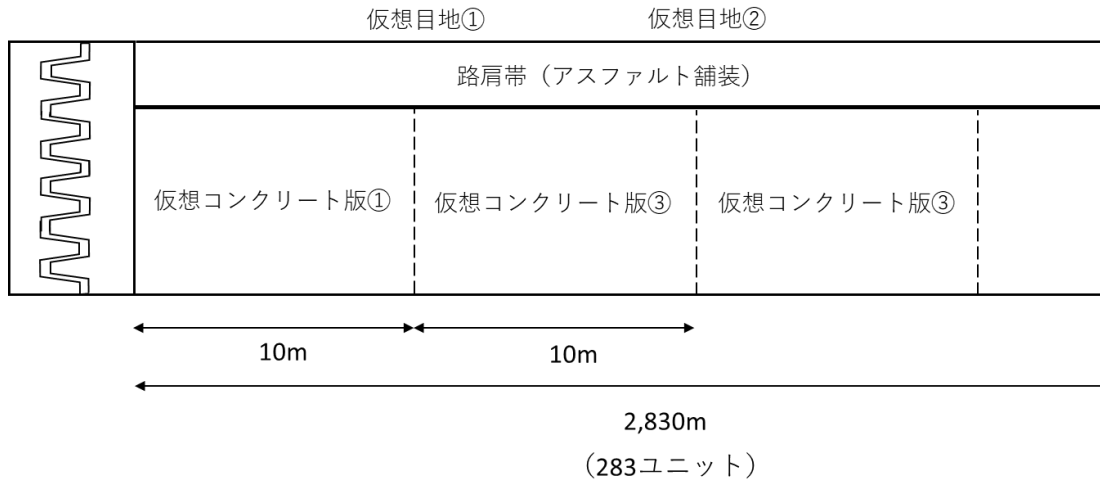 仮想目地①
仮想目地②
路肩帯（アスファルト舗装）
仮想コンクリート版①
仮想コンクリート版③
仮想コンクリート版③
10m
10m
2,830m
（283ユニット）